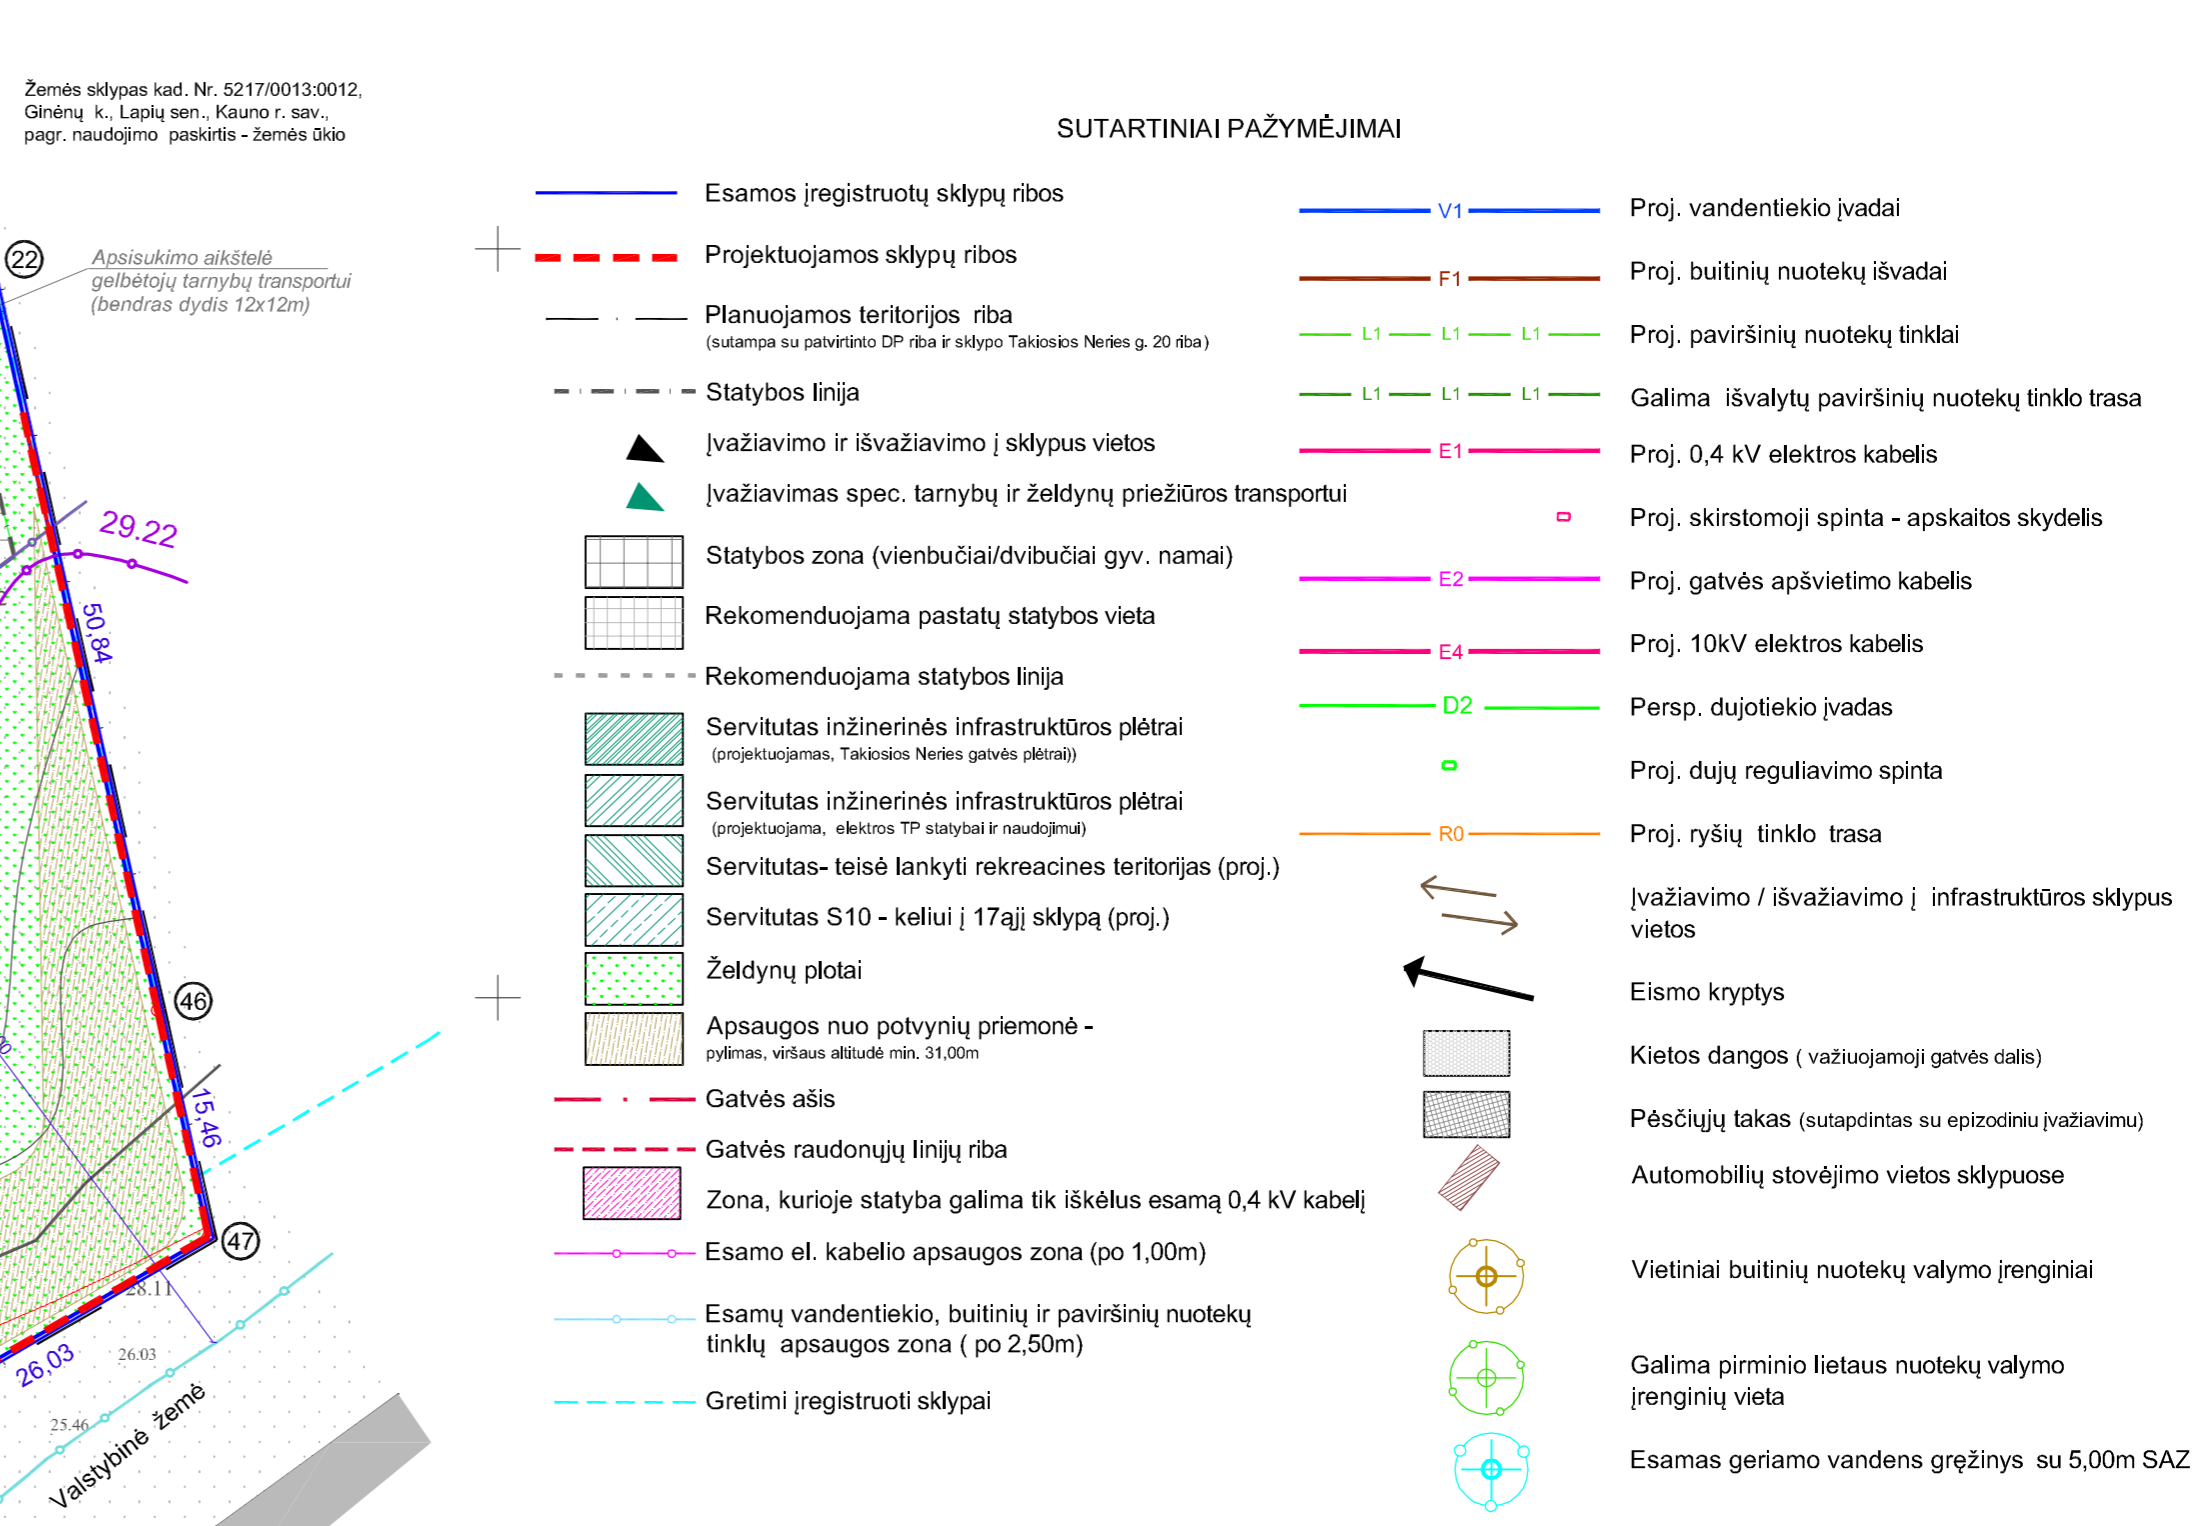 Žemės sklypas kad. Nr. 5217/0013:0012,
Ginėnų k., Lapių sen., Kauno r. sav.,
pagr. naudojimo paskirtis - žemės ūkio
22
Apsisukimo aikštelė
gelbėtojų tarnybų transportui
(bendras dydis 12x12m)
29.22
50,84
46
15,46
47
28.11
26,03
26.03
25.46
Valstybinė žemė
SUTARTINIAI PAŽYMĖJIMAI
Esamos įregistruotų sklypų ribos
Projektuojamos sklypų ribos
Planuojamos teritorijos riba
(sutampa su patvirtinto DP riba ir sklypo Takiosios Neries g. 20 riba)
Statybos linija
Įvažiavimo ir išvažiavimo į sklypus vietos
Įvažiavimas spec. tarnybų ir želdynų priežiūros transportui
Statybos zona (vienbučiai/dvibučiai gyv. namai)
Rekomenduojama pastatų statybos vieta
Rekomenduojama statybos linija
Servitutas inžinerinės infrastruktūros plėtrai
(projektuojamas, Takiosios Neries gatvės plėtrai))
Servitutas inžinerinės infrastruktūros plėtrai
(projektuojama, elektros TP statybai ir naudojimui)
Servitutas- teisė lankyti rekreacines teritorijas (proj.)
Servitutas S10 - keliui į 17ąjį sklypą (proj.)
Želdynų plotai
Apsaugos nuo potvynių priemonė -
pylimas, viršaus altitudė min. 31,00m
Gatvės ašis
Gatvės raudonųjų linijų riba
Zona, kurioje statyba galima tik iškėlus esamą 0,4 kV kabelį
Esamo el. kabelio apsaugos zona (po 1,00m)
Esamų vandentiekio, buitinių ir paviršinių nuotekų
tinklų apsaugos zona ( po 2,50m)
Gretimi įregistruoti sklypai
V1 Proj. vandentiekio įvadai
F1 Proj. buitinių nuotekų išvadai
L1 L1 L1 Proj. paviršinių nuotekų tinklai
L1 L1 L1 Galima išvalytų paviršinių nuotekų tinklo trasa
E1 Proj. 0,4 kV elektros kabelis
Proj. skirstomoji spinta - apskaitos skydelis
E2 Proj. gatvės apšvietimo kabelis
E4 Proj. 10kV elektros kabelis
D2 Persp. dujotiekio įvadas
Proj. dujų reguliavimo spinta
R0 Proj. ryšių tinklo trasa
Įvažiavimo / išvažiavimo į infrastruktūros sklypus
vietos
Eismo kryptys
Kietos dangos ( važiuojamoji gatvės dalis)
Pėsčiųjų takas (sutapdintas su epizodiniu įvažiavimu)
Automobilių stovėjimo vietos sklypuose
Vietiniai buitinių nuotekų valymo įrenginiai
Galima pirminio lietaus nuotekų valymo
įrenginių vieta
Esamas geriamo vandens gręžinys su 5,00m SAZ